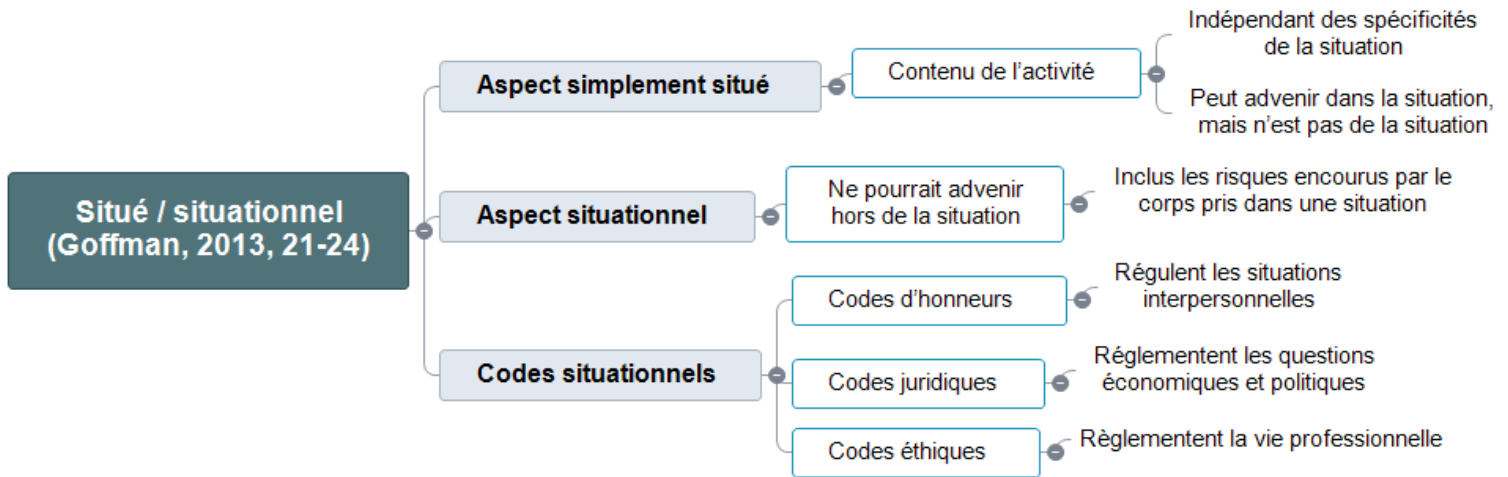 Situé / situationnel
(Goffman, 2013, 21-24)
Aspect simplement situé
Contenu de l'activité
Indépendant des spécificités
de la situation
Peut advenir dans la situation,
mais n'est pas de la situation
Aspect situationnel
Ne pourrait advenir
hors de la situation
Inclus les risques encourus par le
corps pris dans une situation
Codes situationnels
Codes d'honneurs
Régulent les situations
interpersonnelles
Codes juridiques
Réglementent les questions
économiques et politiques
Codes éthiques
Règlementent la vie professionnelle